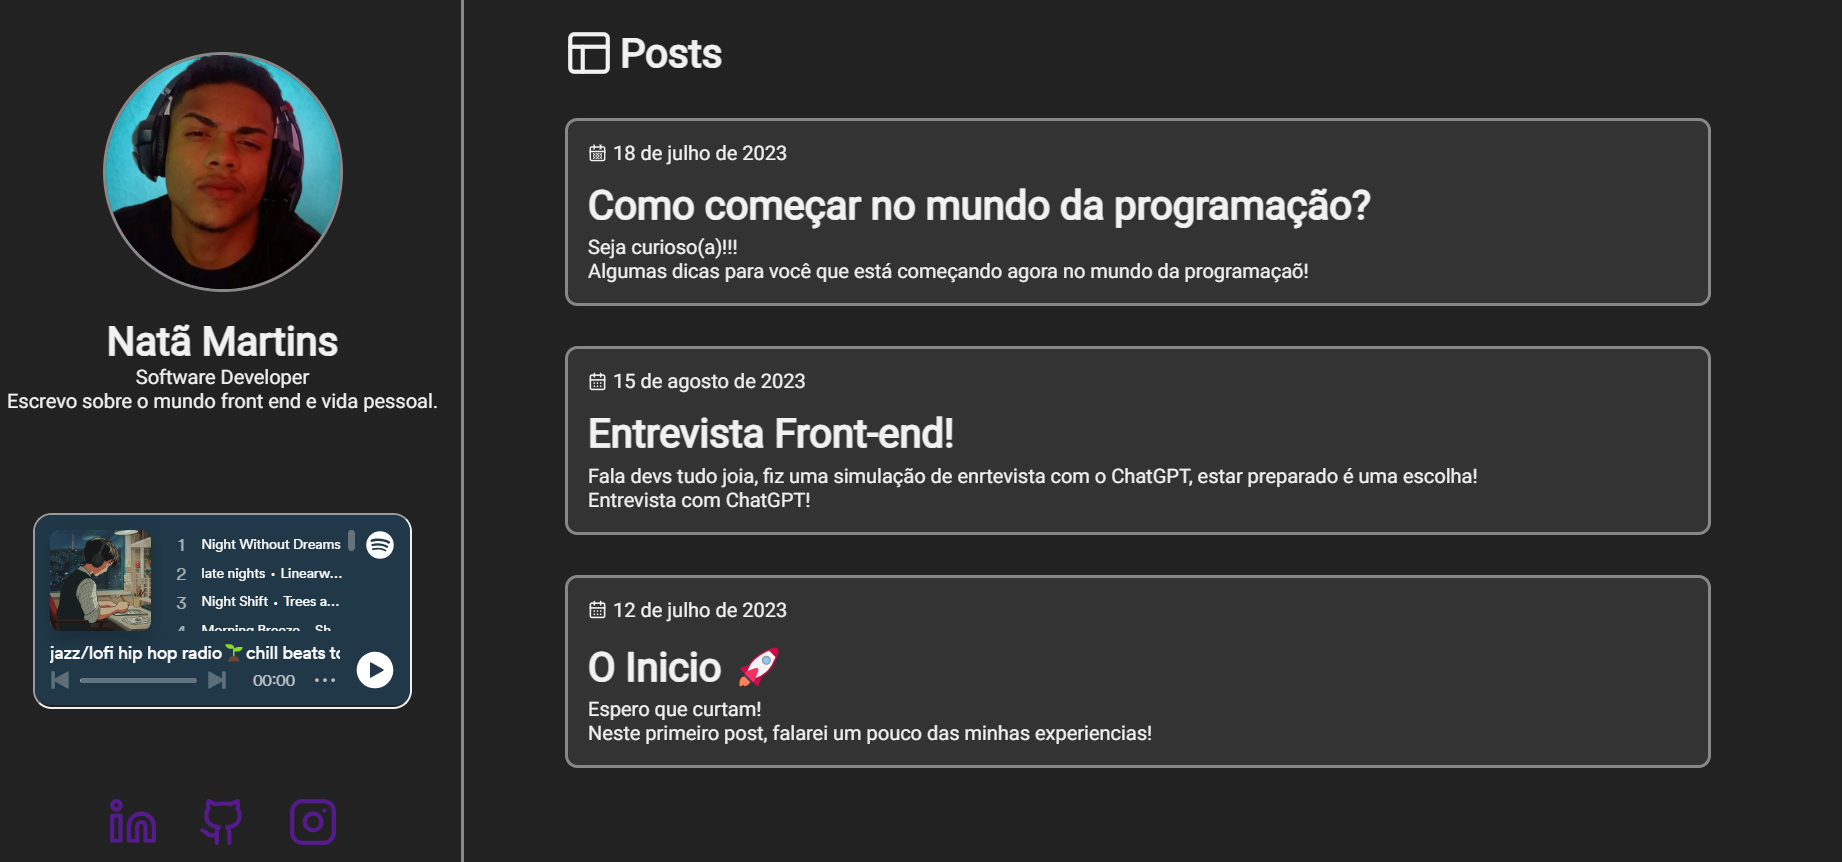 Natã Martins
Software Developer
Escrevo sobre o mundo front end e vida pessoal.
1 Night Without Dreams
2 late nights • Linearw...
3 Night Shift • Trees a...
4 Morning Breeze Sh
jazz/lofi hip hop radio🌱chill beats to
00:00
Posts
18 de julho de 2023
Como começar no mundo da programação?
Seja curioso(a)!!!
Algumas dicas para você que está começando agora no mundo da programaçaõ!
15 de agosto de 2023
Entrevista Front-end!
Fala devs tudo joia, fiz uma simulação de enrtevista com o ChatGPT, estar preparado é uma escolha!
Entrevista com ChatGPT!
12 de julho de 2023
O Inicio 🚀
Espero que curtam!
Neste primeiro post, falarei um pouco das minhas experiencias!